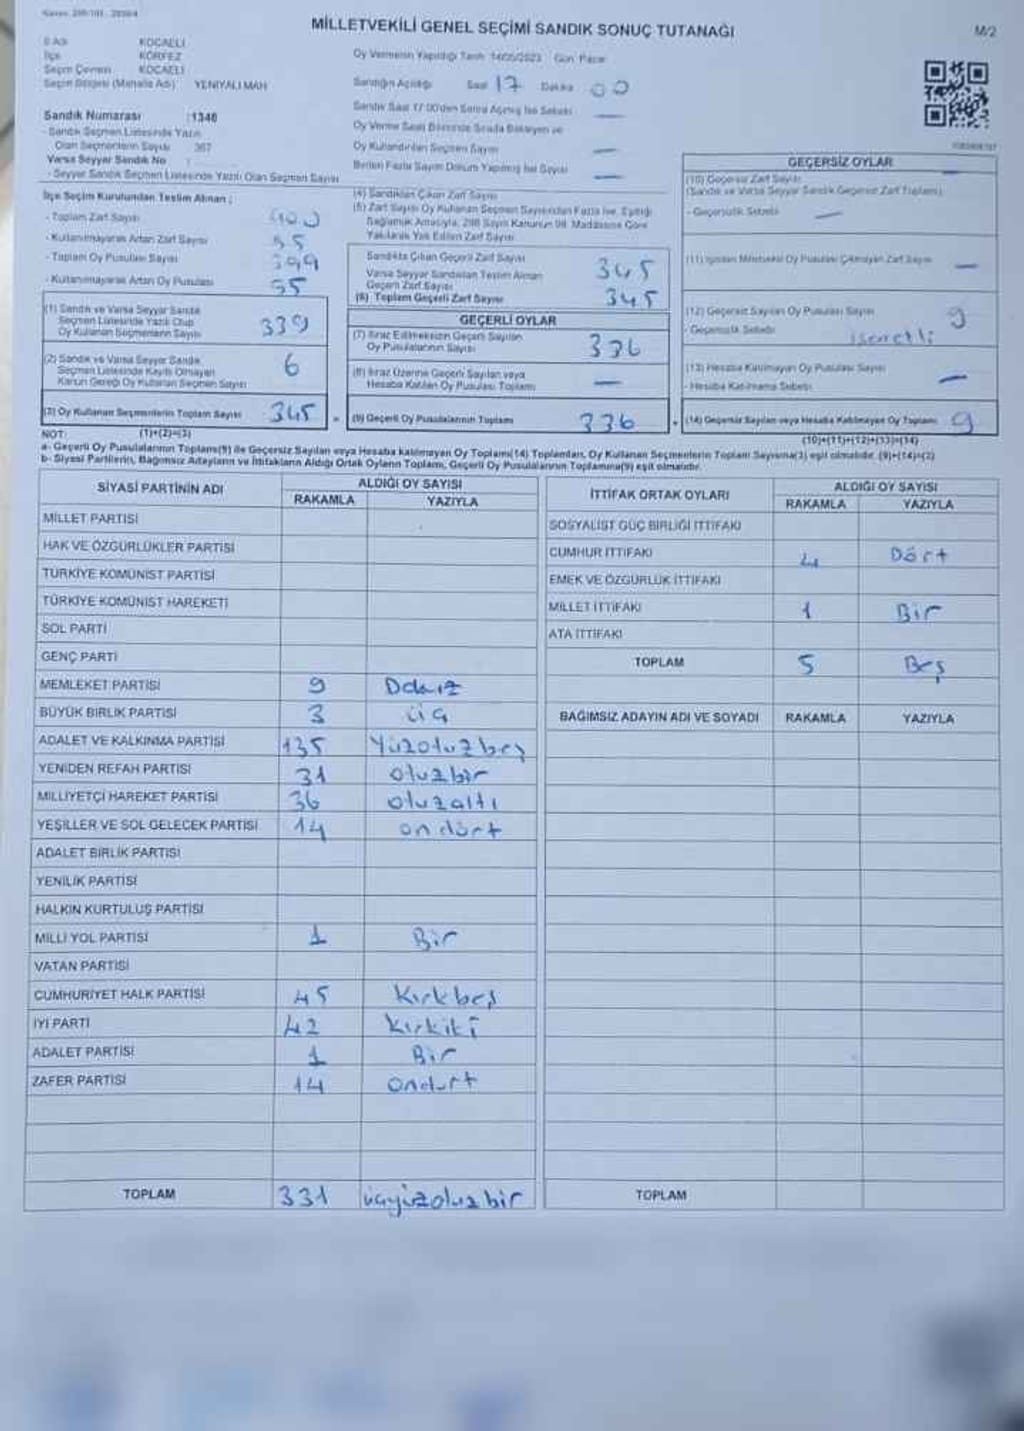 MİLLETVEKİLİ GENEL SEÇİMİ SANDIK SONUÇ TUTANAĞI
M/2
İl Adı KOCAELİ
İlçe KÖRFEZ
Seçim Çevresi KOCAELİ
Seçim Bölgesi (Mahalle Adı) YENİYALI MAH
Sandık Numarası :1348
- Sandık Seçmen Listesinde Yazılı
Olan Seçmenlerin Sayısı 367
Varsa Seyyar Sandık No :
- Seyyar Sandık Seçmen Listesinde Yazılı Olan Seçmen Sayısı
Oy Vermenin Yapıldığı Tarih 14/05/2023 Gün Pazar
Sandığın Açıldığı Saat 17 Dakika 00
Sandık Saat 17.00'den Sonra Açılmış İse Sebebi —
Oy Verme Saati Bitiminde Sırada Bekleyen ve
Oy Kullandırılan Seçmen Sayısı —
Birden Fazla Sayım Döküm Yapılmış İse Sayısı —
İlçe Seçim Kurulundan Teslim Alınan ;
- Toplam Zarf Sayısı 400
- Kullanılmayarak Artan Zarf Sayısı 55
- Toplam Oy Pusulası Sayısı 399
- Kullanılmayarak Artan Oy Pusulası 55
(1) Sandık ve Varsa Seyyar Sandık
Seçmen Listesinde Yazılı Olup
Oy Kullanan Seçmenlerin Sayısı 339
(2) Sandık ve Varsa Seyyar Sandık
Seçmen Listesinde Kayıtlı Olmayan
Kanun Gereği Oy Kullanan Seçmen Sayısı 6
(3) Oy Kullanan Seçmenlerin Toplam Sayısı 345 =
(4) Sandıktan Çıkan Zarf Sayısı
(5) Zarf Sayısı Oy Kullanan Seçmen Sayısından Fazla İse, Eşitliği
Sağlamak Amacıyla, 298 Sayılı Kanunun 98. Maddesine Göre
Yakılarak Yok Edilen Zarf Sayısı
Sandıkta Çıkan Geçerli Zarf Sayısı 345
Varsa Seyyar Sandıktan Teslim Alınan
Geçerli Zarf Sayısı
(6) Toplam Geçerli Zarf Sayısı 345
GEÇERLİ OYLAR
(7) İtiraz Edilmeksizin Geçerli Sayılan
Oy Pusulalarının Sayısı 336
(8) İtiraz Üzerine Geçerli Sayılan veya
Hesaba Katılan Oy Pusulası Toplamı —
(9) Geçerli Oy Pusulalarının Toplamı 336 +
GEÇERSİZ OYLAR
(10) Geçersiz Zarf Sayısı
(Sandık ve Varsa Seyyar Sandık Geçersiz Zarf Toplamı)
- Geçersizlik Sebebi —
(11) İçinden Milletvekili Oy Pusulası Çıkmayan Zarf Sayısı —
(12) Geçersiz Sayılan Oy Pusulası Sayısı 9
- Geçersizlik Sebebi işaretli
(13) Hesaba Katılmayan Oy Pusulası Sayısı —
- Hesaba Katılmama Sebebi
(14) Geçersiz Sayılan veya Hesaba Katılmayan Oy Toplamı 9
NOT: (1)+(2)=(3) (10)+(11)+(12)+(13)=(14)
a- Geçerli Oy Pusulalarının Toplamı(9) ile Geçersiz Sayılan veya Hesaba katılmayan Oy Toplamı(14) Toplamları, Oy Kullanan Seçmenlerin Toplam Sayısına(3) eşit olmalıdır. (9)+(14)=(3)
b- Siyasi Partilerin, Bağımsız Adayların ve İttifakların Aldığı Ortak Oyların Toplamı, Geçerli Oy Pusulalarının Toplamına(9) eşit olmalıdır.
SİYASİ PARTİNİN ADI ALDIĞI OY SAYISI
RAKAMLA YAZIYLA
MİLLET PARTİSİ
HAK VE ÖZGÜRLÜKLER PARTİSİ
TÜRKİYE KOMÜNİST PARTİSİ
TÜRKİYE KOMÜNİST HAREKETİ
SOL PARTİ
GENÇ PARTİ
MEMLEKET PARTİSİ 9
BÜYÜK BİRLİK PARTİSİ 3 üç
ADALET VE KALKINMA PARTİSİ 135 Yüzotuzbeş
YENİDEN REFAH PARTİSİ 31 otuzbir
MİLLİYETÇİ HAREKET PARTİSİ 36 otuzaltı
YEŞİLLER VE SOL GELECEK PARTİSİ 14 on dört
ADALET BİRLİK PARTİSİ
YENİLİK PARTİSİ
HALKIN KURTULUŞ PARTİSİ
MİLLİ YOL PARTİSİ 1 Bir
VATAN PARTİSİ
CUMHURİYET HALK PARTİSİ 45 Kırkbeş
İYİ PARTİ 42 Kırkiki
ADALET PARTİSİ 1 Bir
ZAFER PARTİSİ 14 Ondört
TOPLAM 331 üçyüzotuzbir
İTTİFAK ORTAK OYLARI ALDIĞI OY SAYISI
RAKAMLA YAZIYLA
SOSYALİST GÜÇ BİRLİĞİ İTTİFAKI
CUMHUR İTTİFAKI 4 Dört
EMEK VE ÖZGÜRLÜK İTTİFAKI
MİLLET İTTİFAKI 1 Bir
ATA İTTİFAKI
TOPLAM 5 Beş
BAĞIMSIZ ADAYIN ADI VE SOYADI RAKAMLA YAZIYLA
TOPLAM